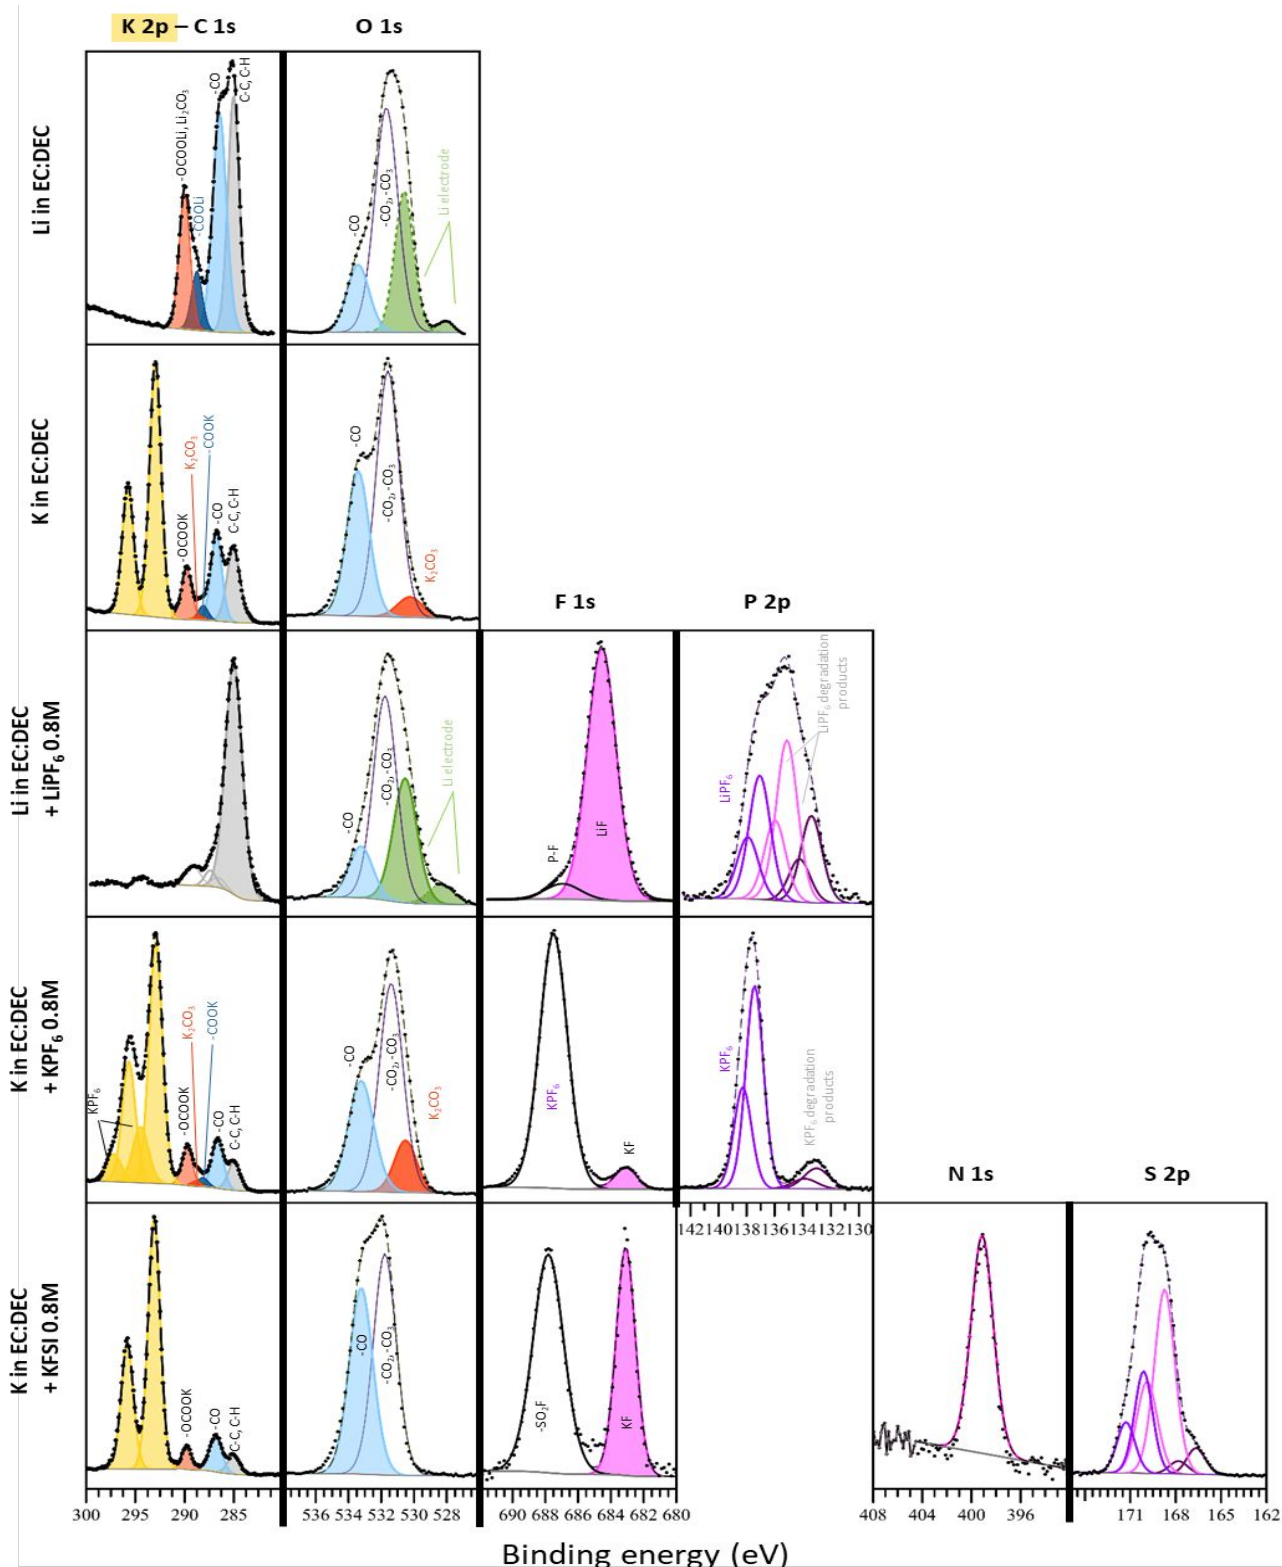 K 2p – C 1s
O 1s
Li in EC:DEC
-OCOOLi, Li2CO3
-COOLi
-CO
C-C, C-H
-CO
-CO2, -CO3
Li electrode
K in EC:DEC
-OCOOK
K2CO3
-COOK
-CO
C-C, C-H
-CO
-CO2, -CO3
K2CO3
F 1s
P 2p
Li in EC:DEC
+ LiPF6 0.8M
-CO
-CO2, -CO3
Li electrode
P-F
LiF
LiPF6
LiPF6 degradation
products
K in EC:DEC
+ KPF6 0.8M
KPF6
-OCOOK
K2CO3
-COOK
-CO
C-C, C-H
-CO
-CO2, -CO3
K2CO3
KPF6
KF
KPF6
KPF6 degradation
products
142 140 138 136 134 132 130
N 1s
S 2p
K in EC:DEC
+ KFSI 0.8M
-OCOOK
-CO
C-C, C-H
-CO
-CO2, -CO3
-SO2F
KF
300 295 290 285
536 534 532 530 528
690 688 686 684 682 680
408 404 400 396
171 168 165 162
Binding energy (eV)